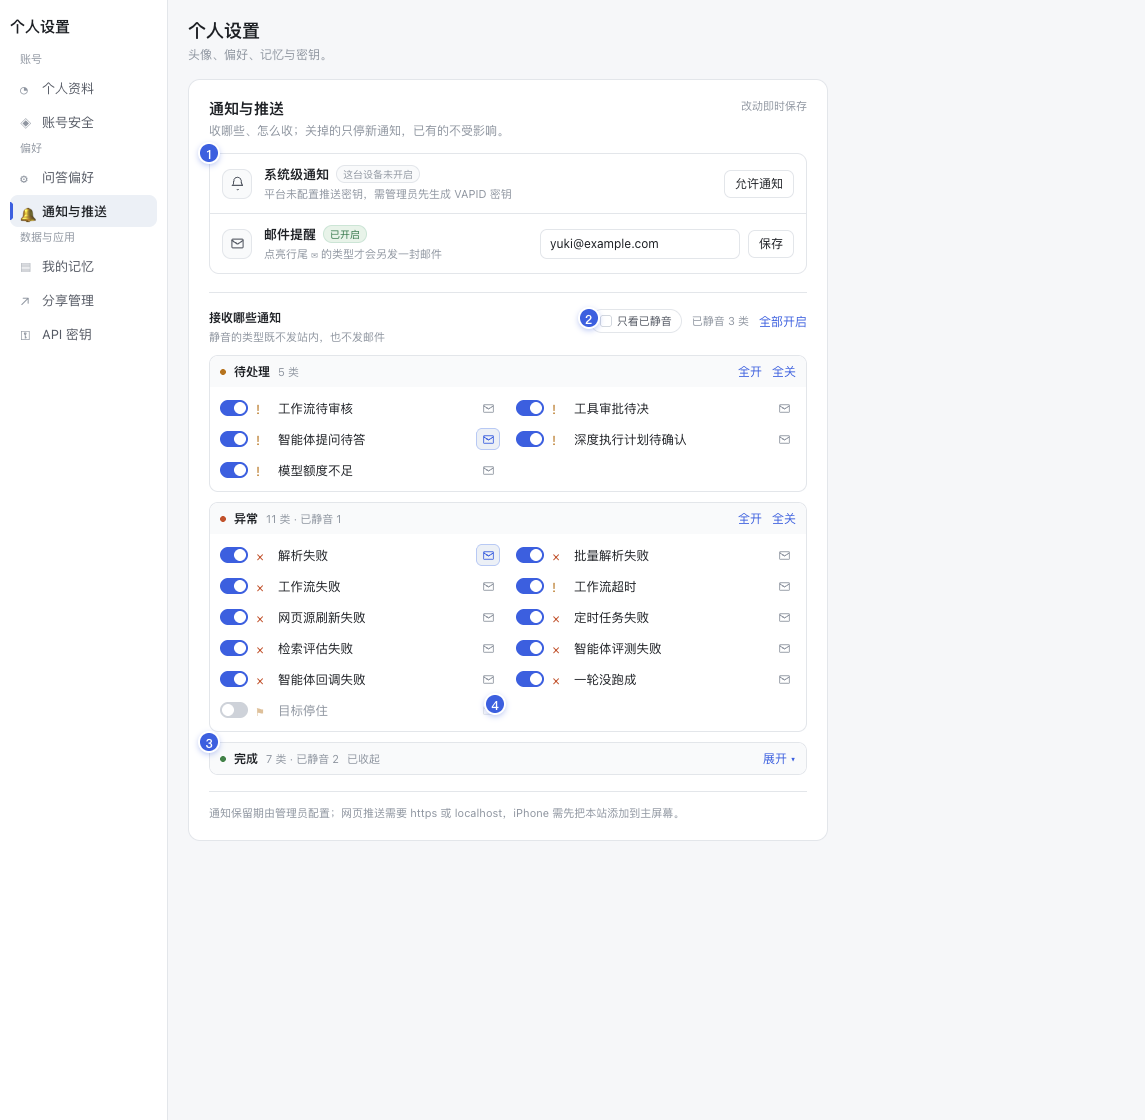 个人设置
账号
个人资料
账号安全
偏好
问答偏好
通知与推送
数据与应用
我的记忆
分享管理
API 密钥
个人设置
头像、偏好、记忆与密钥。
通知与推送
改动即时保存
收哪些、怎么收；关掉的只停新通知，已有的不受影响。
1
系统级通知 这台设备未开启
平台未配置推送密钥，需管理员先生成 VAPID 密钥
允许通知
邮件提醒 已开启
点亮行尾 ✉ 的类型才会另发一封邮件
yuki@example.com
保存
接收哪些通知
静音的类型既不发站内，也不发邮件
2
只看已静音 已静音 3 类 全部开启
待处理 5 类 全开 全关
! 工作流待审核 ! 工具审批待决
! 智能体提问待答 ! 深度执行计划待确认
! 模型额度不足
异常 11 类 · 已静音 1 全开 全关
× 解析失败 × 批量解析失败
× 工作流失败 ! 工作流超时
× 网页源刷新失败 × 定时任务失败
× 检索评估失败 × 智能体评测失败
× 智能体回调失败 × 一轮没跑成
⚑ 目标停住
4
3
完成 7 类 · 已静音 2 已收起 展开 ▾
通知保留期由管理员配置；网页推送需要 https 或 localhost，iPhone 需先把本站添加到主屏幕。